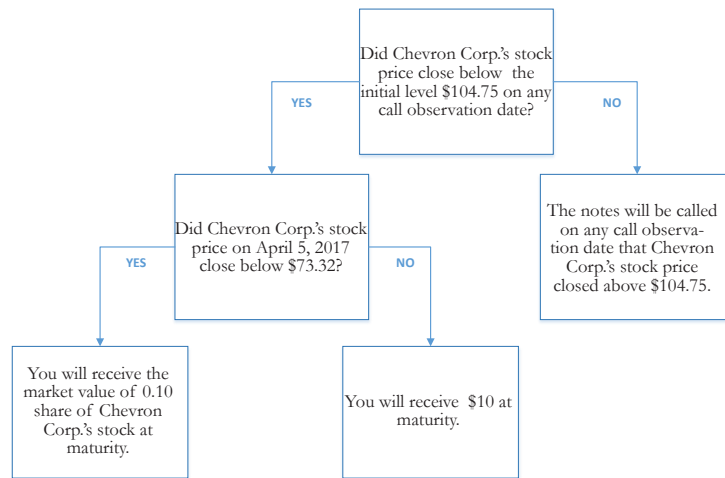 Did Chevron Corp.'s stock
price close below the
initial level $104.75 on any
call observation date?
YES
NO
Did Chevron Corp.'s stock
price on April 5, 2017
close below $73.32?
The notes will be called
on any call observa-
tion date that Chevron
Corp.'s stock price
closed above $104.75.
YES
NO
You will receive the
market value of 0.10
share of Chevron
Corp.'s stock at
maturity.
You will receive $10 at
maturity.